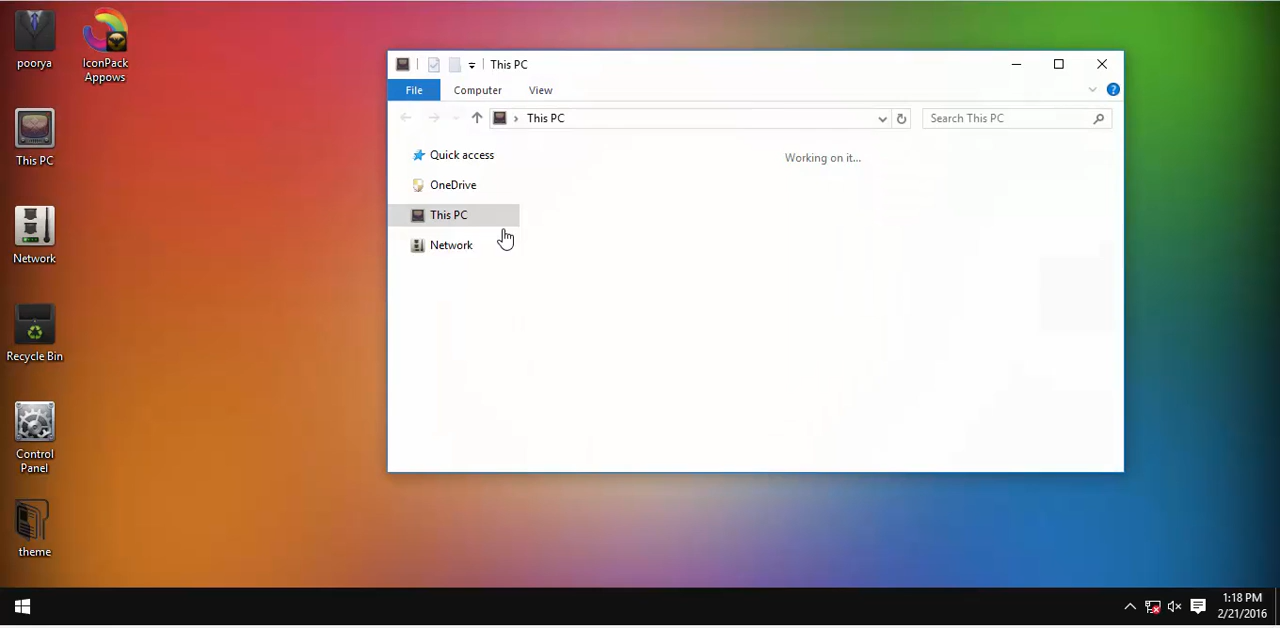 poorya
IconPack
Appows
This PC
Network
Recycle Bin
Control
Panel
theme
This PC
File
Computer
View
This PC
Search This PC
Quick access
OneDrive
This PC
Network
Working on it...
1:18 PM
2/21/2016